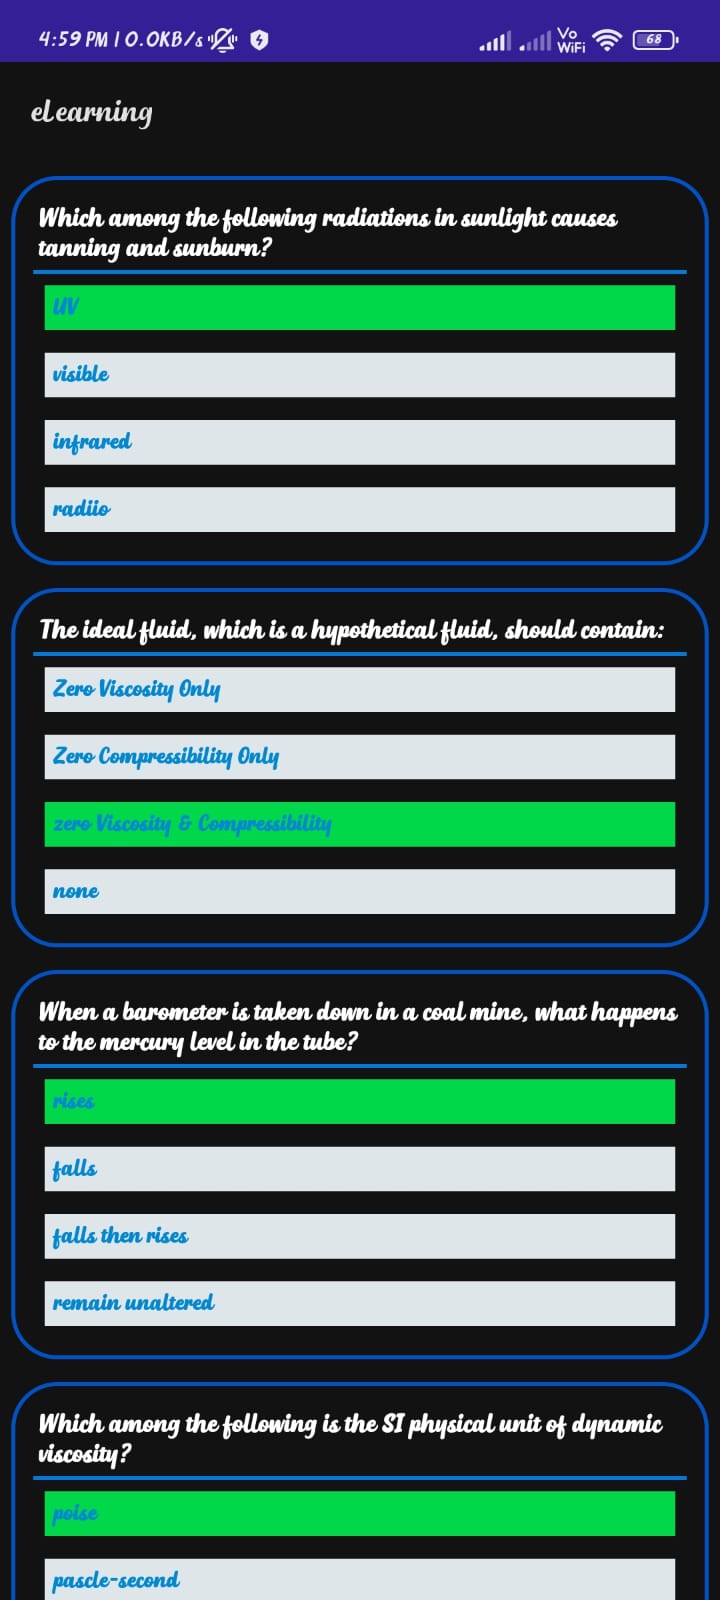 4:59 PM | 0.0KB/s
Vo
WiFi
68
eLearning
Which among the following radiations in sunlight causes
tanning and sunburn?
UV
visible
infrared
radiio
The ideal fluid, which is a hypothetical fluid, should contain:
Zero Viscosity Only
Zero Compressibility Only
zero Viscosity & Compressibility
none
When a barometer is taken down in a coal mine, what happens
to the mercury level in the tube?
rises
falls
falls then rises
remain unaltered
Which among the following is the SI physical unit of dynamic
viscosity?
poise
pascle-second